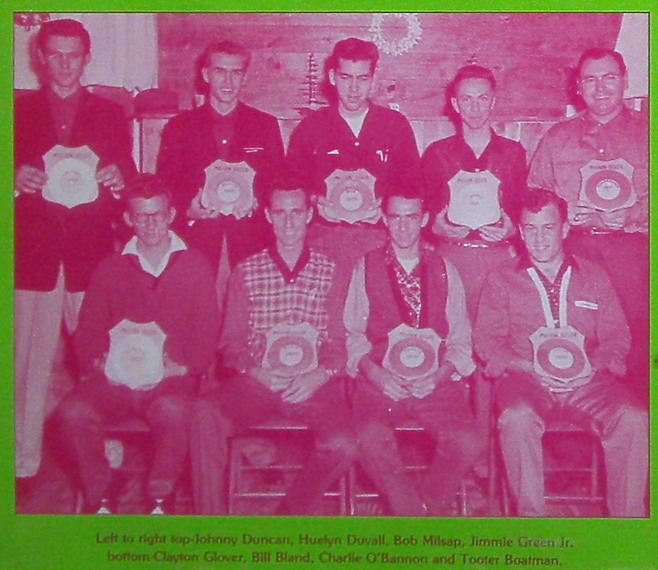 Left to right top-Johnny Duncan, Huelyn Duvall, Bob Milsap, Jimmie Green Jr.
bottom-Clayton Glover, Bill Bland, Charlie O'Bannon and Tooter Boatman.